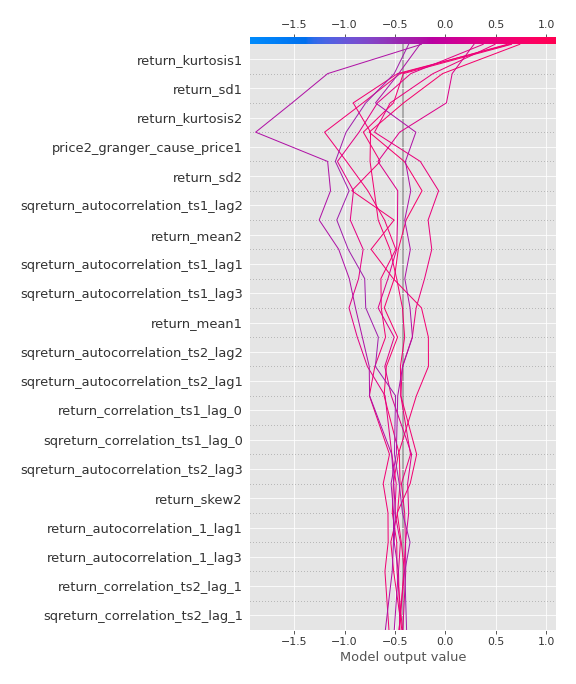 −1.5 −1.0 −0.5 0.0 0.5 1.0
return_kurtosis1
return_sd1
return_kurtosis2
price2_granger_cause_price1
return_sd2
sqreturn_autocorrelation_ts1_lag2
return_mean2
sqreturn_autocorrelation_ts1_lag1
sqreturn_autocorrelation_ts1_lag3
return_mean1
sqreturn_autocorrelation_ts2_lag2
sqreturn_autocorrelation_ts2_lag1
return_correlation_ts1_lag_0
sqreturn_correlation_ts1_lag_0
sqreturn_autocorrelation_ts2_lag3
return_skew2
return_autocorrelation_1_lag1
return_autocorrelation_1_lag3
return_correlation_ts2_lag_1
sqreturn_correlation_ts2_lag_1
−1.5 −1.0 −0.5 0.0 0.5 1.0
Model output value